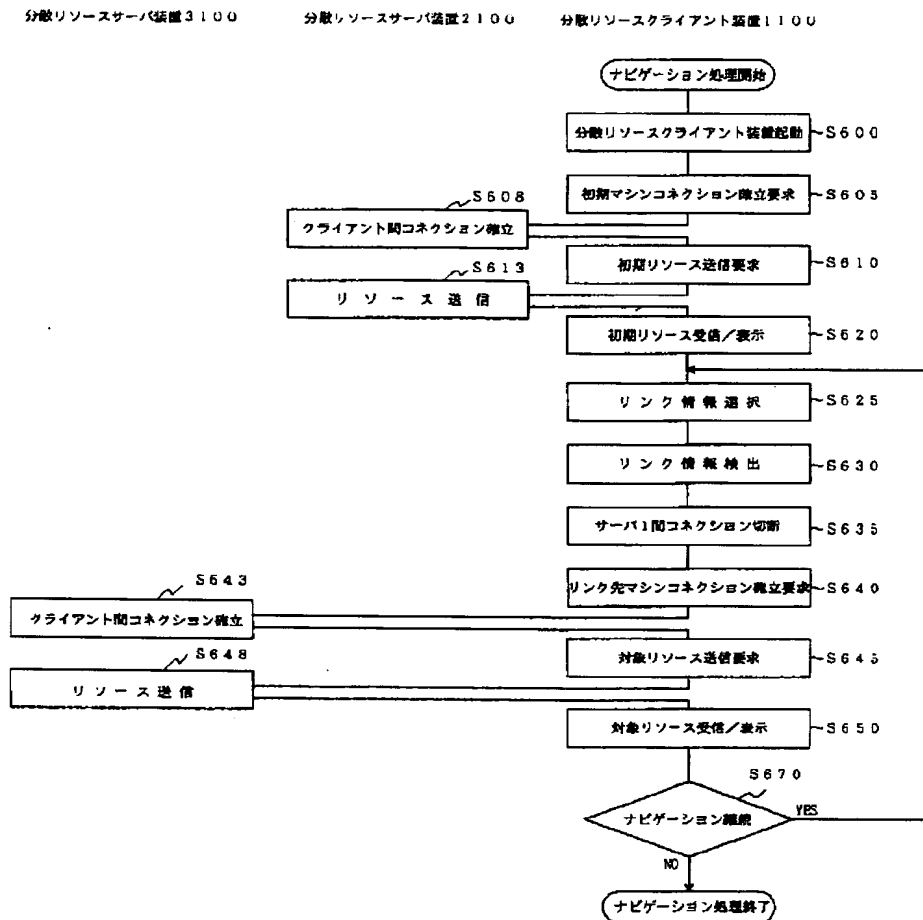 分散リソースサーバ装置3100
分散リソースサーバ装置2100
分散リソースクライアント装置1100
ナビゲーション処理開始
分散リソースクライアント装置起動
S600
初期マシンコネクション確立要求
S605
S608
クライアント間コネクション確立
初期リソース送信要求
S610
S613
リソース送信
初期リソース受信／表示
S620
リンク情報選択
S625
リンク情報検出
S630
サーバ1間コネクション切断
S635
リンク先マシンコネクション確立要求
S640
S643
クライアント間コネクション確立
対象リソース送信要求
S645
S648
リソース送信
対象リソース受信／表示
S650
S670
ナビゲーション継続
YES
NO
ナビゲーション処理終了